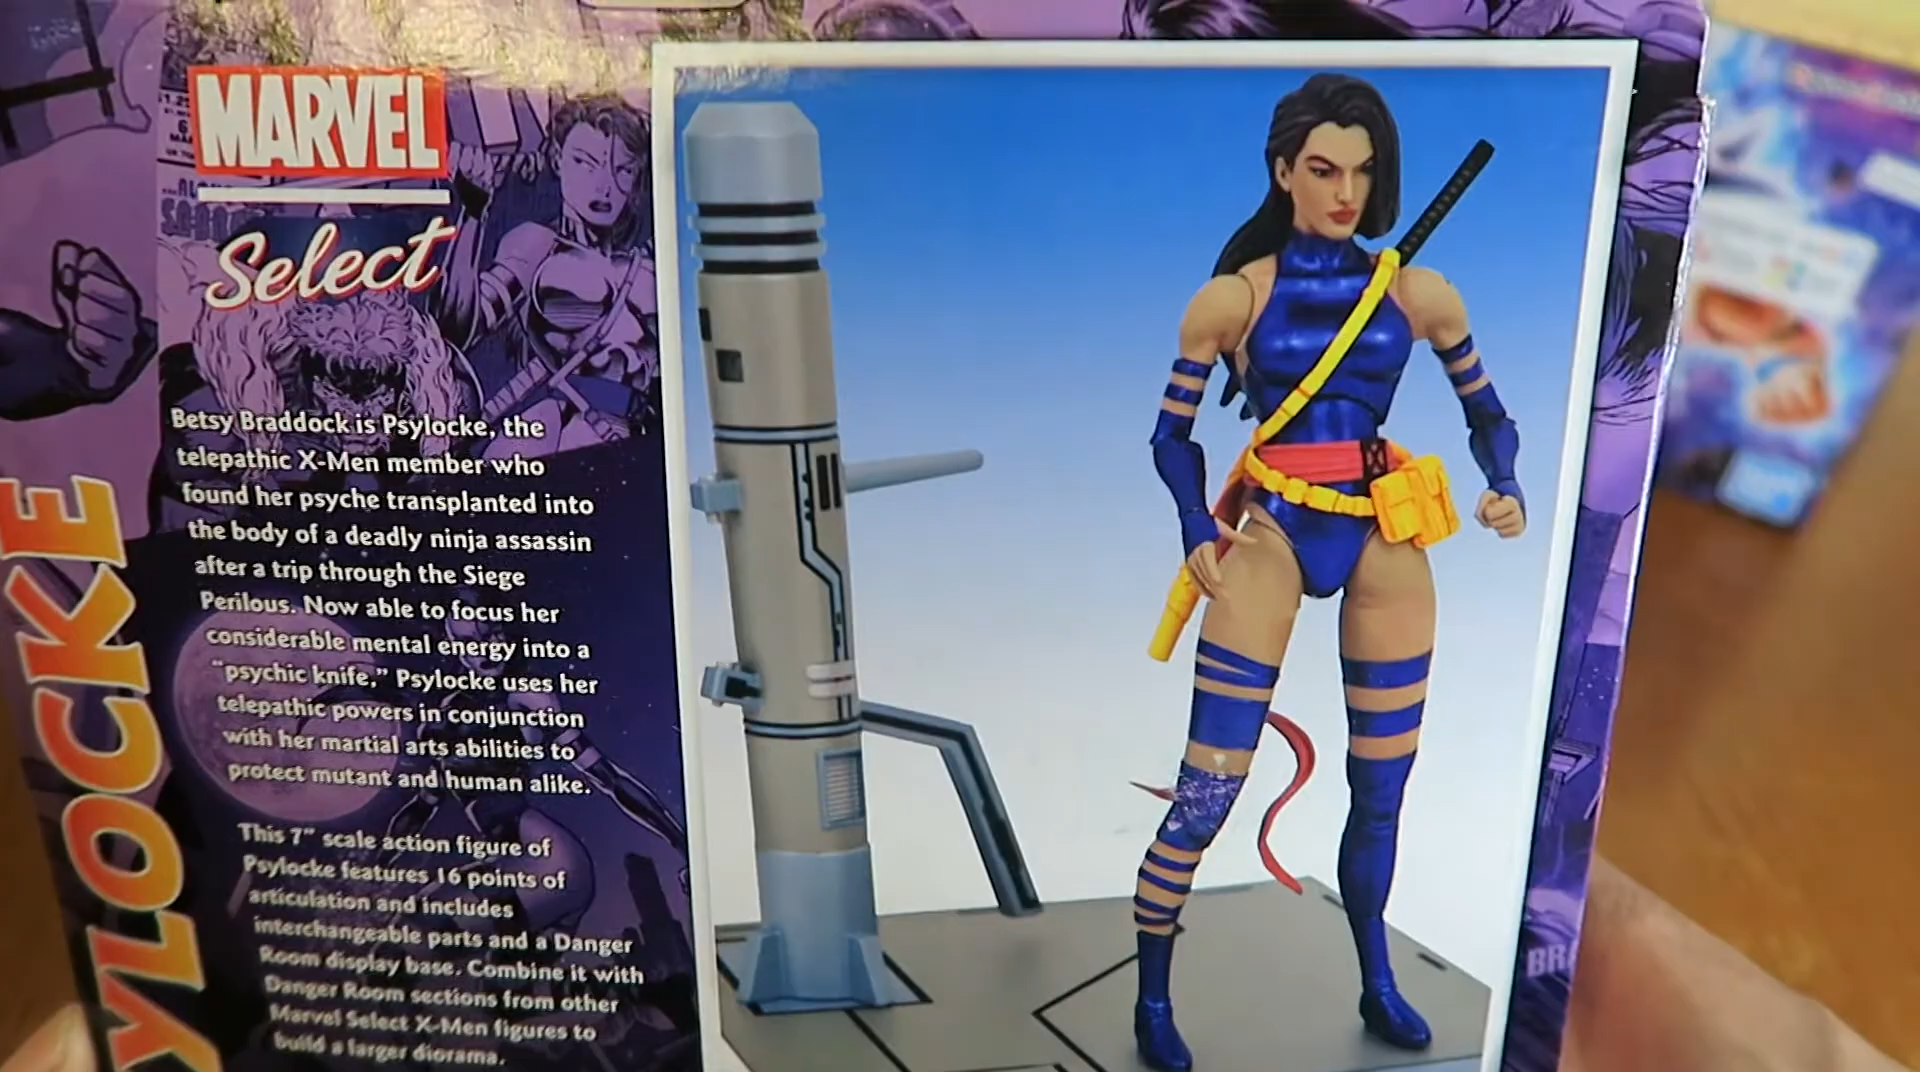 MARVEL
Select
Betsy Braddock is Psylocke, the
telepathic X-Men member who
found her psyche transplanted into
the body of a deadly ninja assassin
after a trip through the Siege
Perilous. Now able to focus her
considerable mental energy into a
"psychic knife," Psylocke uses her
telepathic powers in conjunction
with her martial arts abilities to
protect mutant and human alike.
This 7" scale action figure of
Psylocke features 16 points of
articulation and includes
interchangeable parts and a Danger
Room display base. Combine it with
Danger Room sections from other
Marvel Select X-Men figures to
build a larger diorama.
YLOCKE
BRA